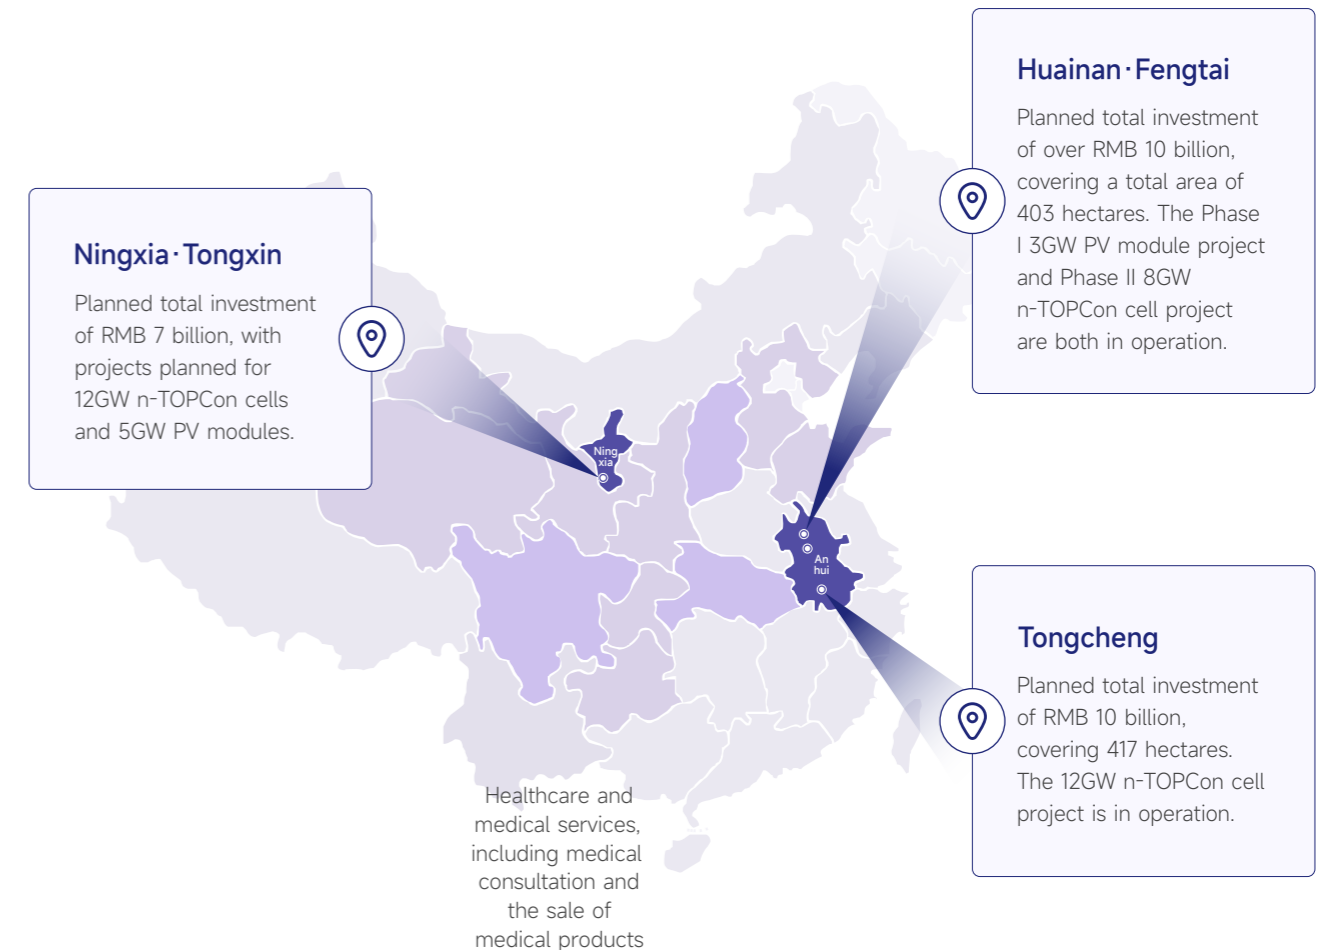 Huainan·Fengtai
Planned total investment
of over RMB 10 billion,
covering a total area of
403 hectares. The Phase
I 3GW PV module project
and Phase II 8GW
n-TOPCon cell project
are both in operation.
Ningxia·Tongxin
Planned total investment
of RMB 7 billion, with
projects planned for
12GW n-TOPCon cells
and 5GW PV modules.
Ning
xia
An
hui
Tongcheng
Planned total investment
of RMB 10 billion,
covering 417 hectares.
The 12GW n-TOPCon cell
project is in operation.
Healthcare and
medical services,
including medical
consultation and
the sale of
medical products